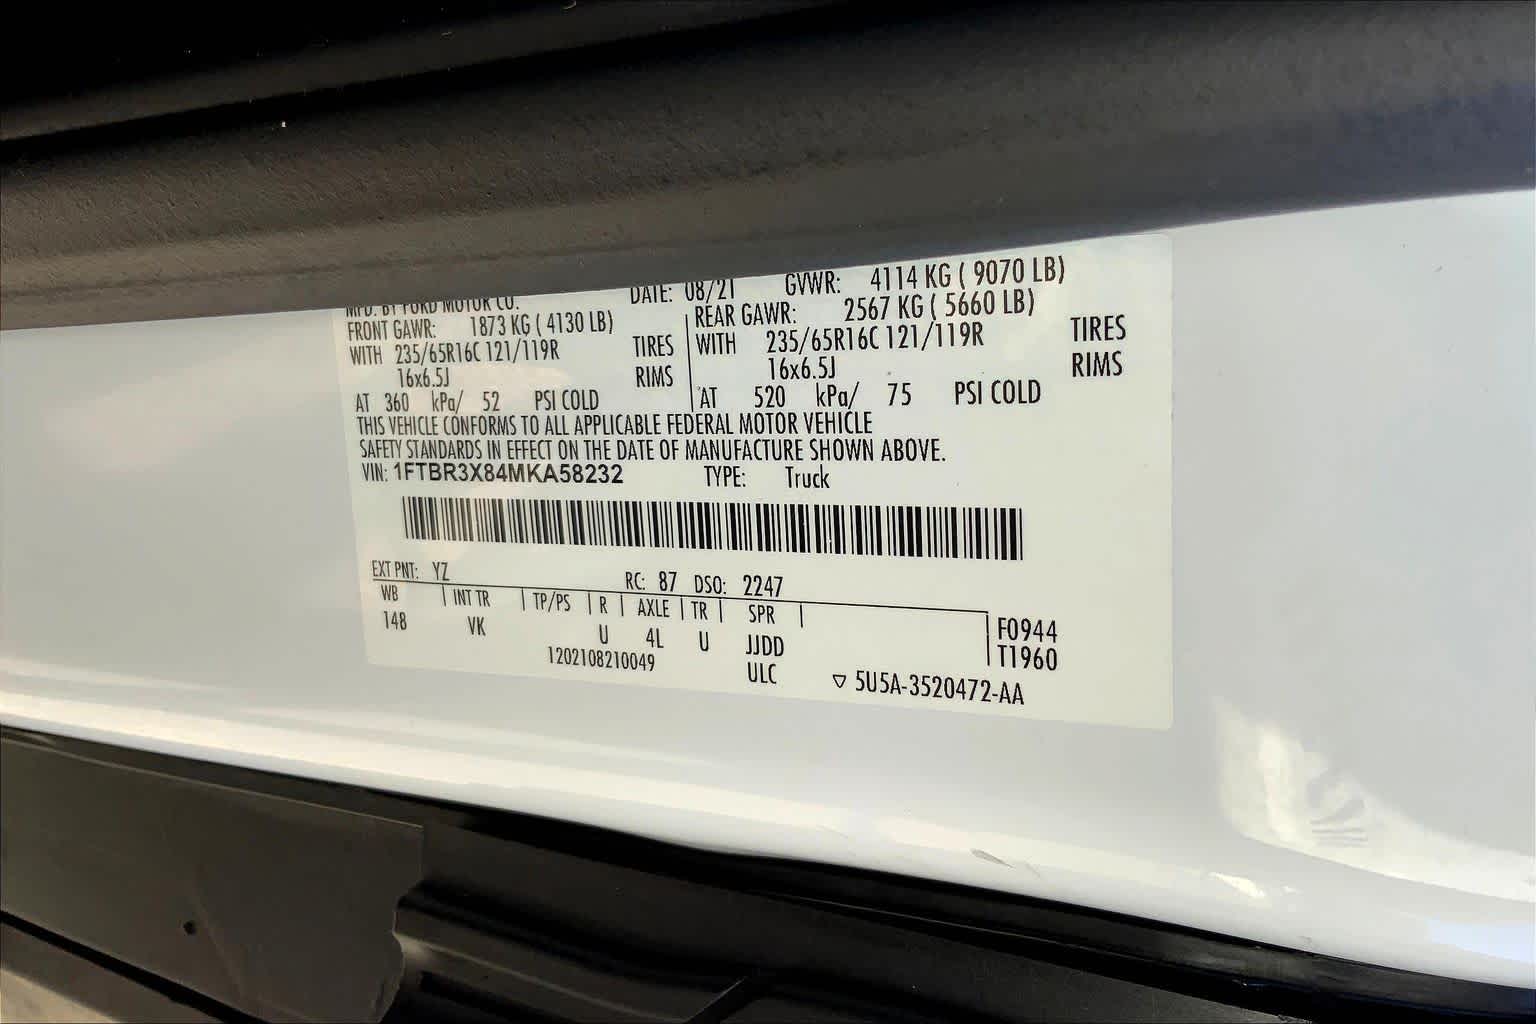 MFD. BY FORD MOTOR CO. DATE: 08/21 GVWR: 4114 KG ( 9070 LB)
FRONT GAWR: 1873 KG ( 4130 LB) REAR GAWR: 2567 KG ( 5660 LB)
WITH 235/65R16C 121/119R TIRES WITH 235/65R16C 121/119R TIRES
16x6.5J RIMS 16x6.5J RIMS
AT 360 kPa/ 52 PSI COLD AT 520 kPa/ 75 PSI COLD
THIS VEHICLE CONFORMS TO ALL APPLICABLE FEDERAL MOTOR VEHICLE
SAFETY STANDARDS IN EFFECT ON THE DATE OF MANUFACTURE SHOWN ABOVE.
VIN: 1FTBR3X84MKA58232 TYPE: Truck
EXT PNT: YZ RC: 87 DSO: 2247
WB INT TR TP/PS R AXLE TR SPR
148 VK U 4L U JJDD F0944
1202108210049 ULC T1960
▽ 5U5A-3520472-AA